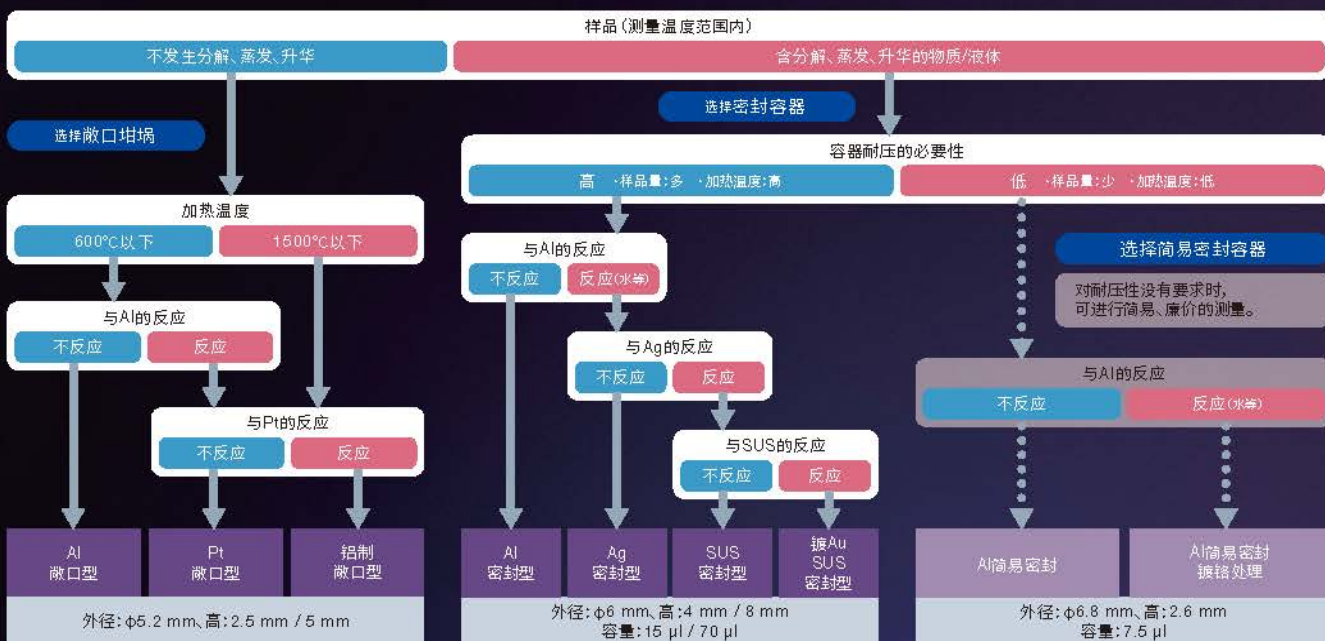 样品(测量温度范围内)
不发生分解、蒸发、升华
含分解、蒸发、升华的物质/液体
选择敞口坩埚
选择密封容器
容器耐压的必要性
高 ·样品量:多 ·加热温度:高
低 ·样品量:少 ·加热温度:低
加热温度
600℃以下
1500℃以下
与Al的反应
不反应
反应(水等)
选择简易密封容器
对耐压性没有要求时,
可进行简易、廉价的测量。
与Al的反应
不反应
反应
与Ag的反应
不反应
反应
与Al的反应
不反应
反应(水等)
与Pt的反应
不反应
反应
与SUS的反应
不反应
反应
Al
敞口型
Pt
敞口型
铝制
敞口型
Al
密封型
Ag
密封型
SUS
密封型
镀Au
SUS
密封型
Al简易密封
Al简易密封
镀铬处理
外径:φ5.2 mm、高:2.5 mm / 5 mm
外径:φ6 mm、高:4 mm / 8 mm
容量:15 μl / 70 μl
外径:φ6.8 mm、高:2.6 mm
容量:7.5 μl